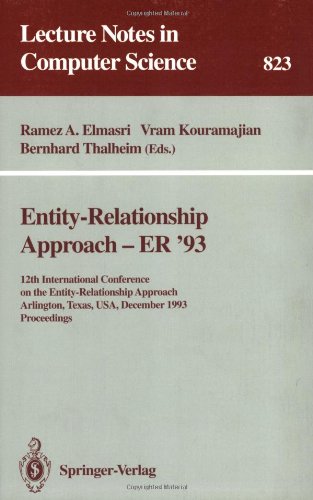 Lecture Notes in
Computer Science 823
Ramez A. Elmasri Vram Kouramajian
Bernhard Thalheim (Eds.)
Entity-Relationship
Approach – ER '93
12th International Conference
on the Entity-Relationship Approach
Arlington, Texas, USA, December 1993
Proceedings
Springer-Verlag